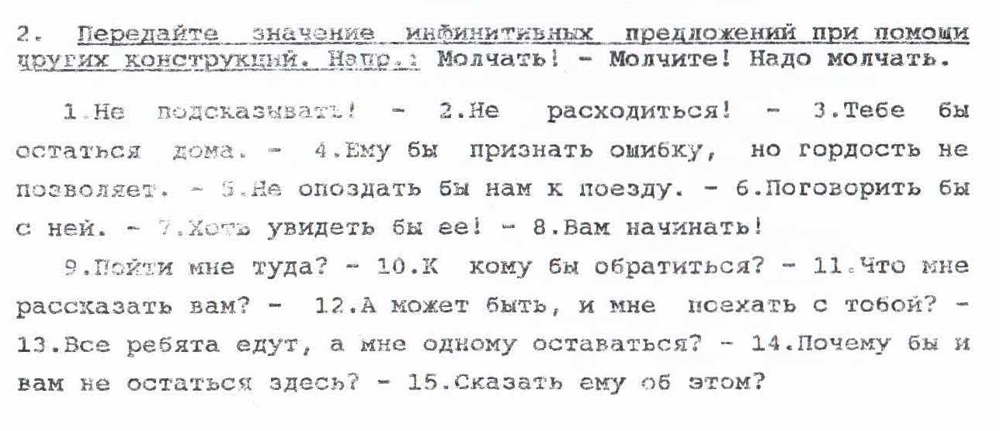 2. Передайте значение инфинитивных предложений при помощи
других конструкций. Напр.: Молчать! - Молчите! Надо молчать.
1.Не подсказывать! - 2.Не расходиться! - 3.Тебе бы
остаться дома. - 4.Ему бы признать ошибку, но гордость не
позволяет. - 5.Не опоздать бы нам к поезду. - 6.Поговорить бы
с ней. - 7.Хоть увидеть бы ее! - 8.Вам начинать!
9.Пойти мне туда? - 10.К кому бы обратиться? - 11.Что мне
рассказать вам? - 12.А может быть, и мне поехать с тобой? -
13.Все ребята едут, а мне одному оставаться? - 14.Почему бы и
вам не остаться здесь? - 15.Сказать ему об этом?